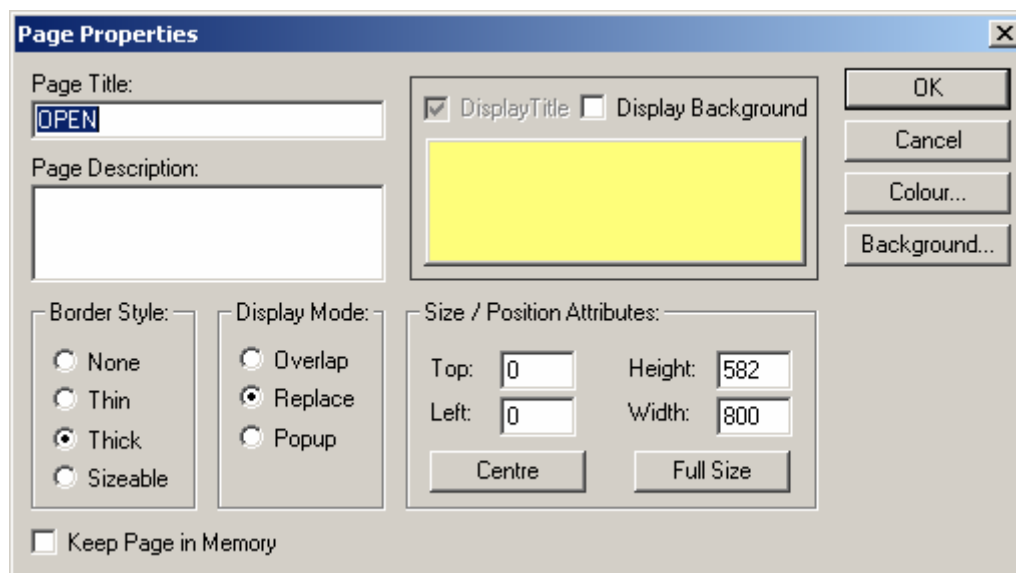 Page Properties
Page Title:
OPEN
Page Description:
DisplayTitle Display Background
OK
Cancel
Colour...
Background...
Border Style:
None
Thin
Thick
Sizeable
Display Mode:
Overlap
Replace
Popup
Size / Position Attributes:
Top: 0 Height: 582
Left: 0 Width: 800
Centre Full Size
Keep Page in Memory